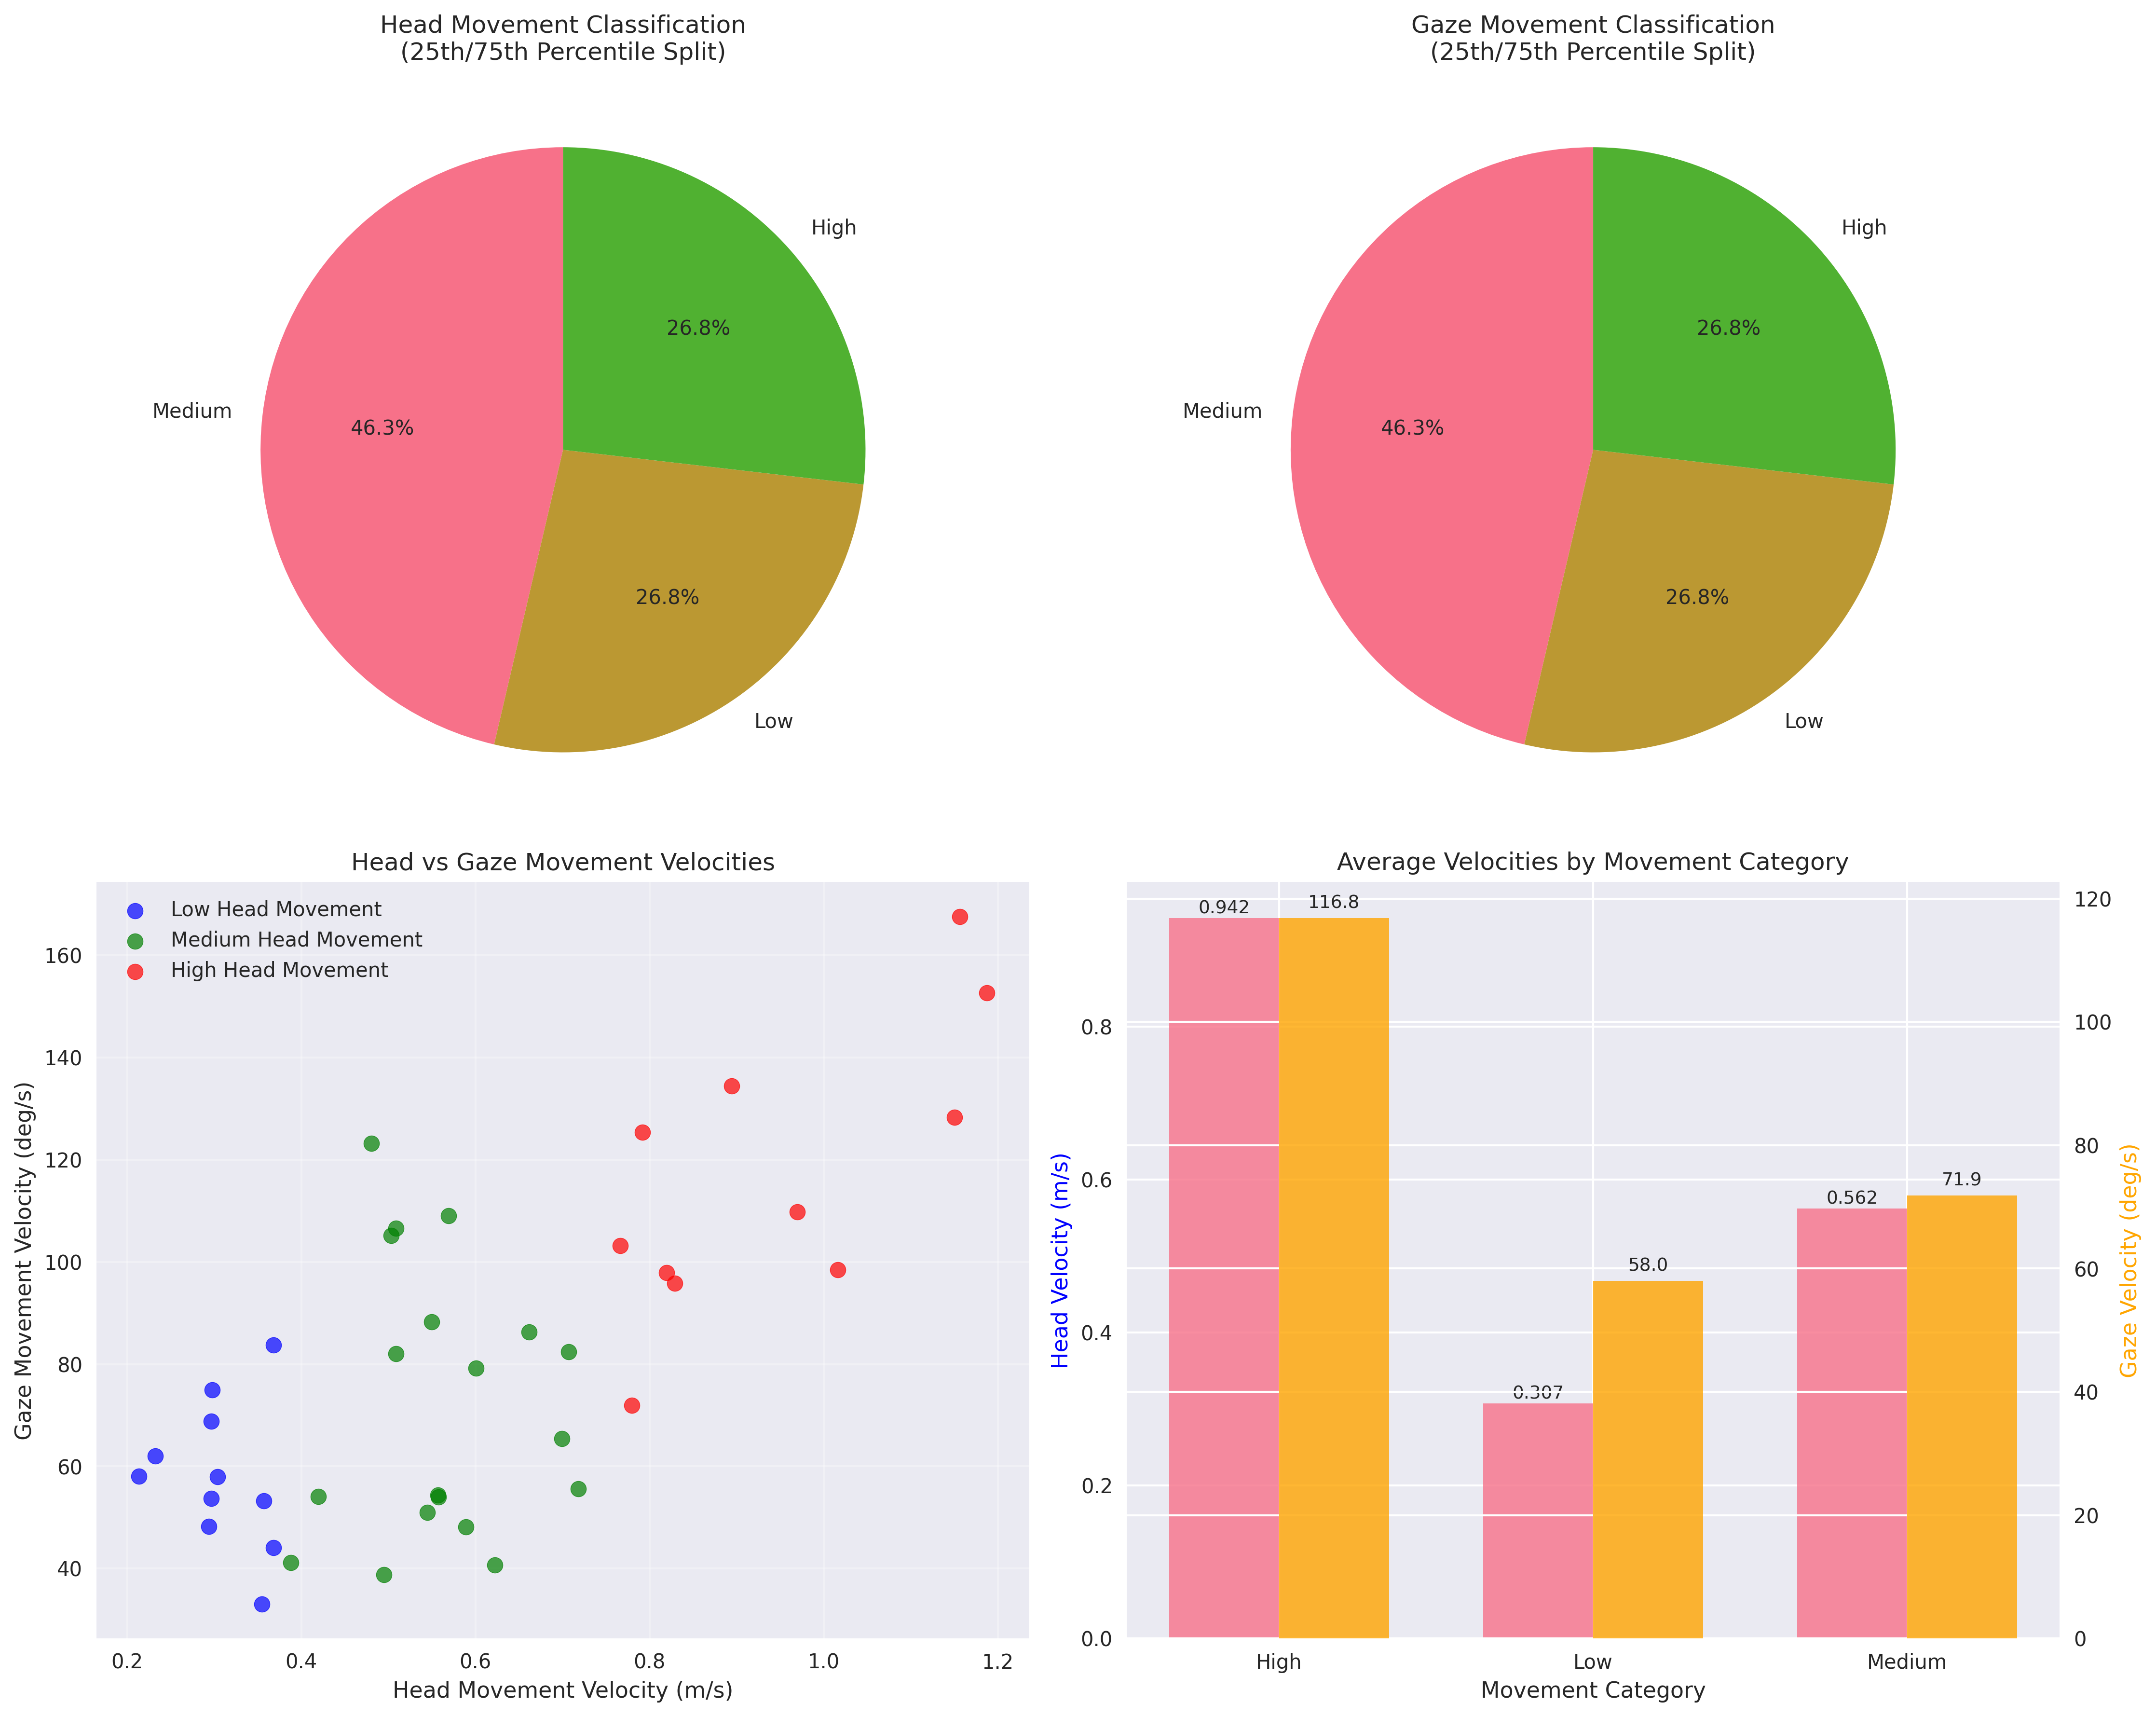 Head Movement Classification
(25th/75th Percentile Split)
High
26.8%
Medium
46.3%
26.8%
Low
Gaze Movement Classification
(25th/75th Percentile Split)
High
26.8%
Medium
46.3%
26.8%
Low
Head vs Gaze Movement Velocities
Low Head Movement
Medium Head Movement
High Head Movement
160
140
120
100
80
60
40
Gaze Movement Velocity (deg/s)
0.2 0.4 0.6 0.8 1.0 1.2
Head Movement Velocity (m/s)
Average Velocities by Movement Category
0.942 116.8
0.307 58.0
0.562 71.9
0.8
0.6
0.4
0.2
0.0
Head Velocity (m/s)
120
100
80
60
40
20
0
Gaze Velocity (deg/s)
High Low Medium
Movement Category